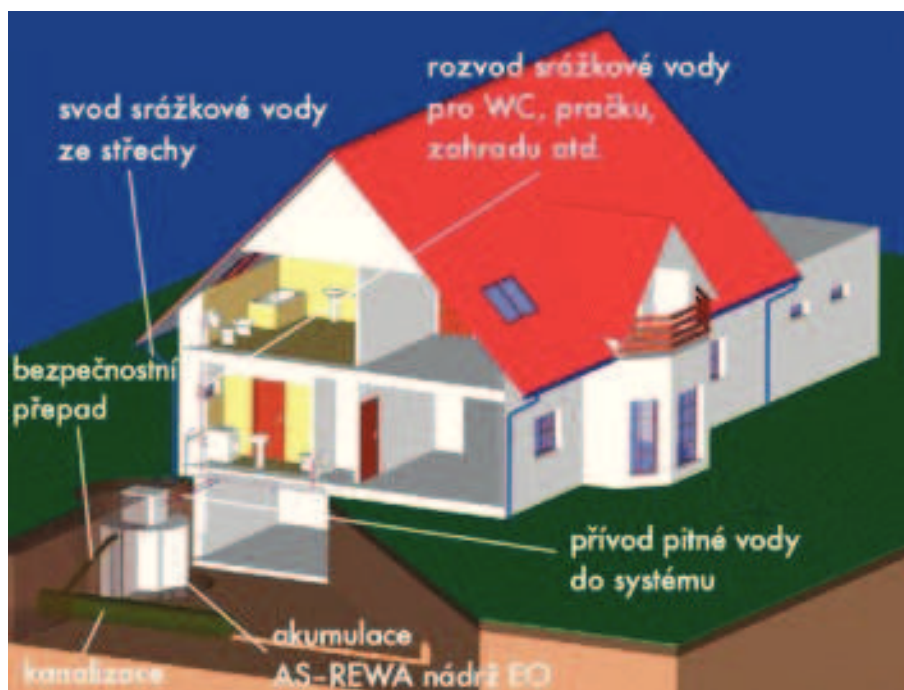 svod srážkové vody
ze střechy
rozvod srážkové vody
pro WC, pračku,
zahradu atd.
bezpečnostní
přepad
přívod pitné vody
do systému
akumulace
AS-REWA nádrž EO
kanalizace